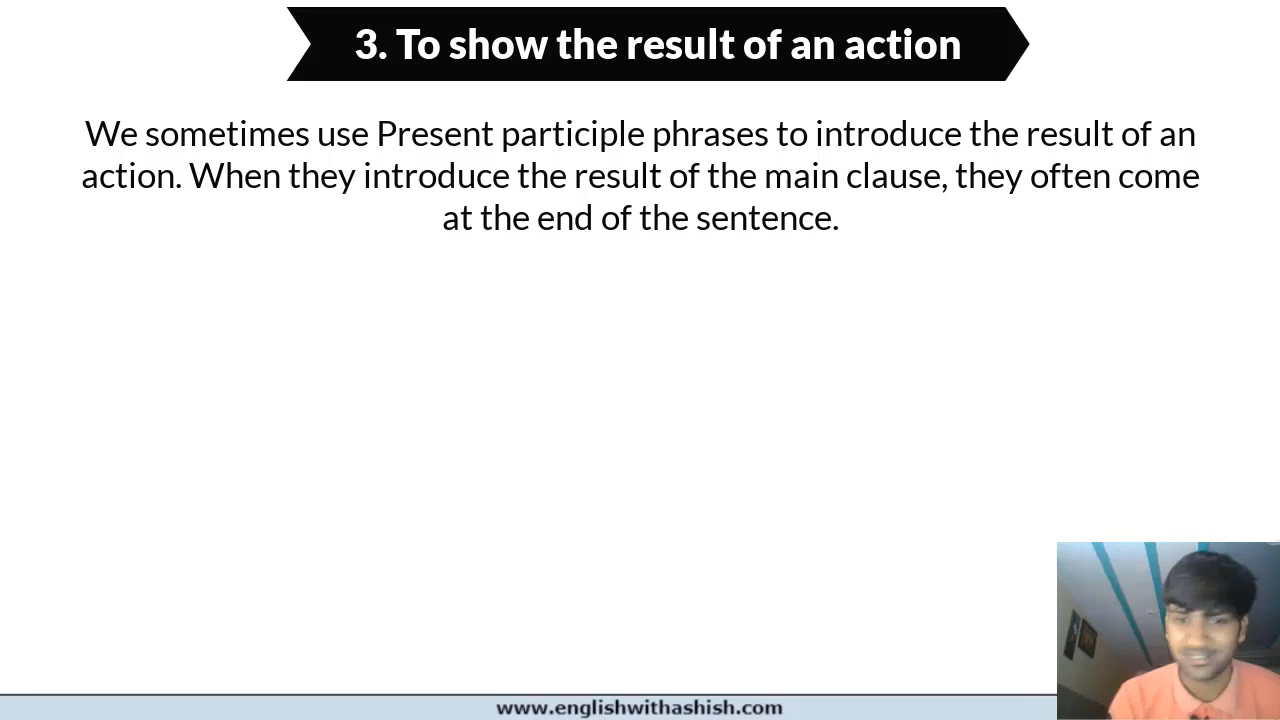 3. To show the result of an action
We sometimes use Present participle phrases to introduce the result of an
action. When they introduce the result of the main clause, they often come
at the end of the sentence.
www.englishwithashish.com